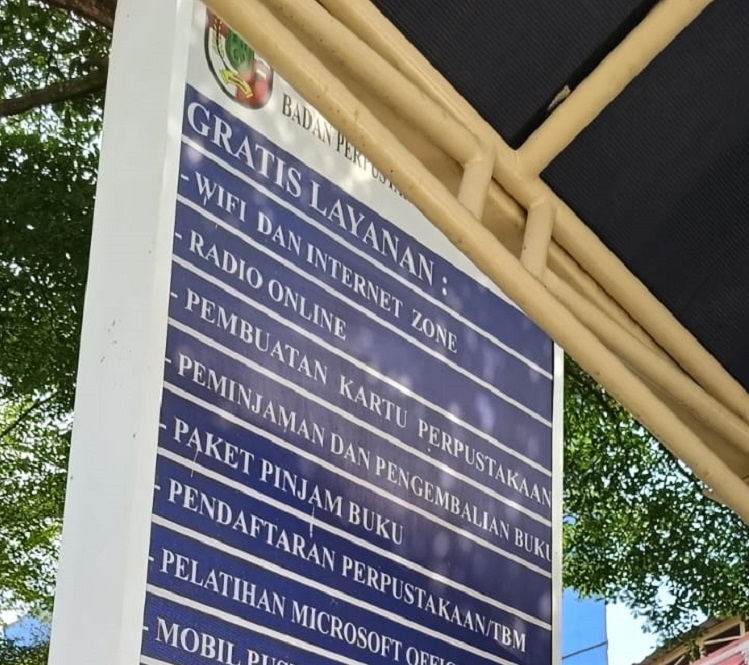 BADAN
GRATIS LAYANAN :
- WIFI DAN INTERNET ZONE
- RADIO ONLINE
- PEMBUATAN KARTU PERPUSTAKAAN
- PEMINJAMAN DAN PENGEMBALIAN BUKU
- PAKET PINJAM BUKU
- PENDAFTARAN PERPUSTAKAAN/TBM
- PELATIHAN MICROSOFT
- MOBIL